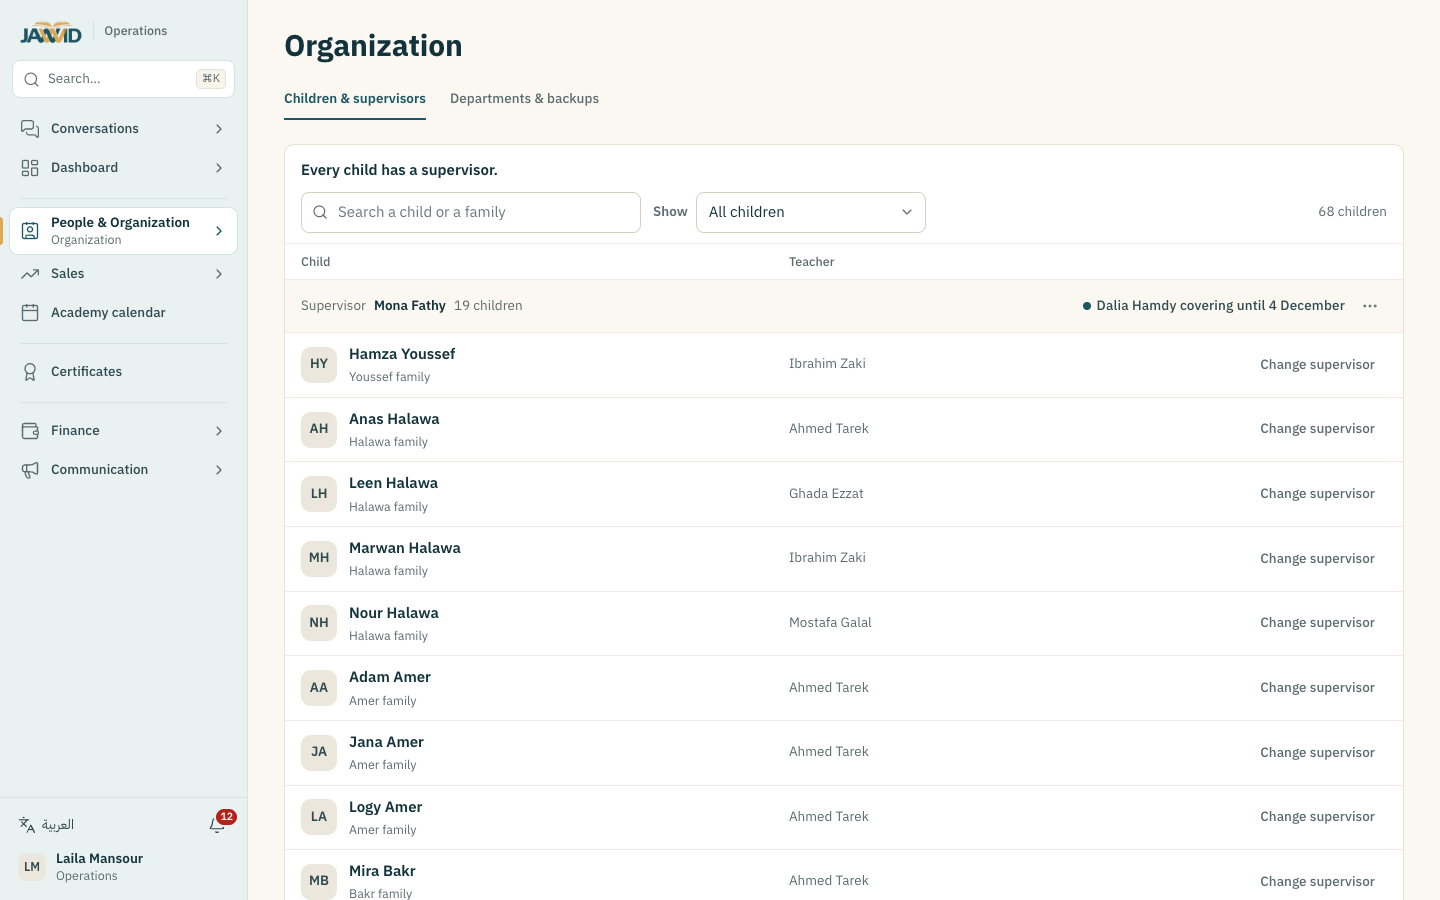 JAWWID
Operations
Search...
⌘K
Conversations
Dashboard
People & Organization
Organization
Sales
Academy calendar
Certificates
Finance
Communication
العربية
12
LM
Laila Mansour
Operations
Organization
Children & supervisors
Departments & backups
Every child has a supervisor.
Search a child or a family
Show
All children
68 children
Child
Teacher
Supervisor Mona Fathy 19 children
Dalia Hamdy covering until 4 December
HY
Hamza Youssef
Youssef family
Ibrahim Zaki
Change supervisor
AH
Anas Halawa
Halawa family
Ahmed Tarek
Change supervisor
LH
Leen Halawa
Halawa family
Ghada Ezzat
Change supervisor
MH
Marwan Halawa
Halawa family
Ibrahim Zaki
Change supervisor
NH
Nour Halawa
Halawa family
Mostafa Galal
Change supervisor
AA
Adam Amer
Amer family
Ahmed Tarek
Change supervisor
JA
Jana Amer
Amer family
Ahmed Tarek
Change supervisor
LA
Logy Amer
Amer family
Ahmed Tarek
Change supervisor
MB
Mira Bakr
Bakr family
Ahmed Tarek
Change supervisor